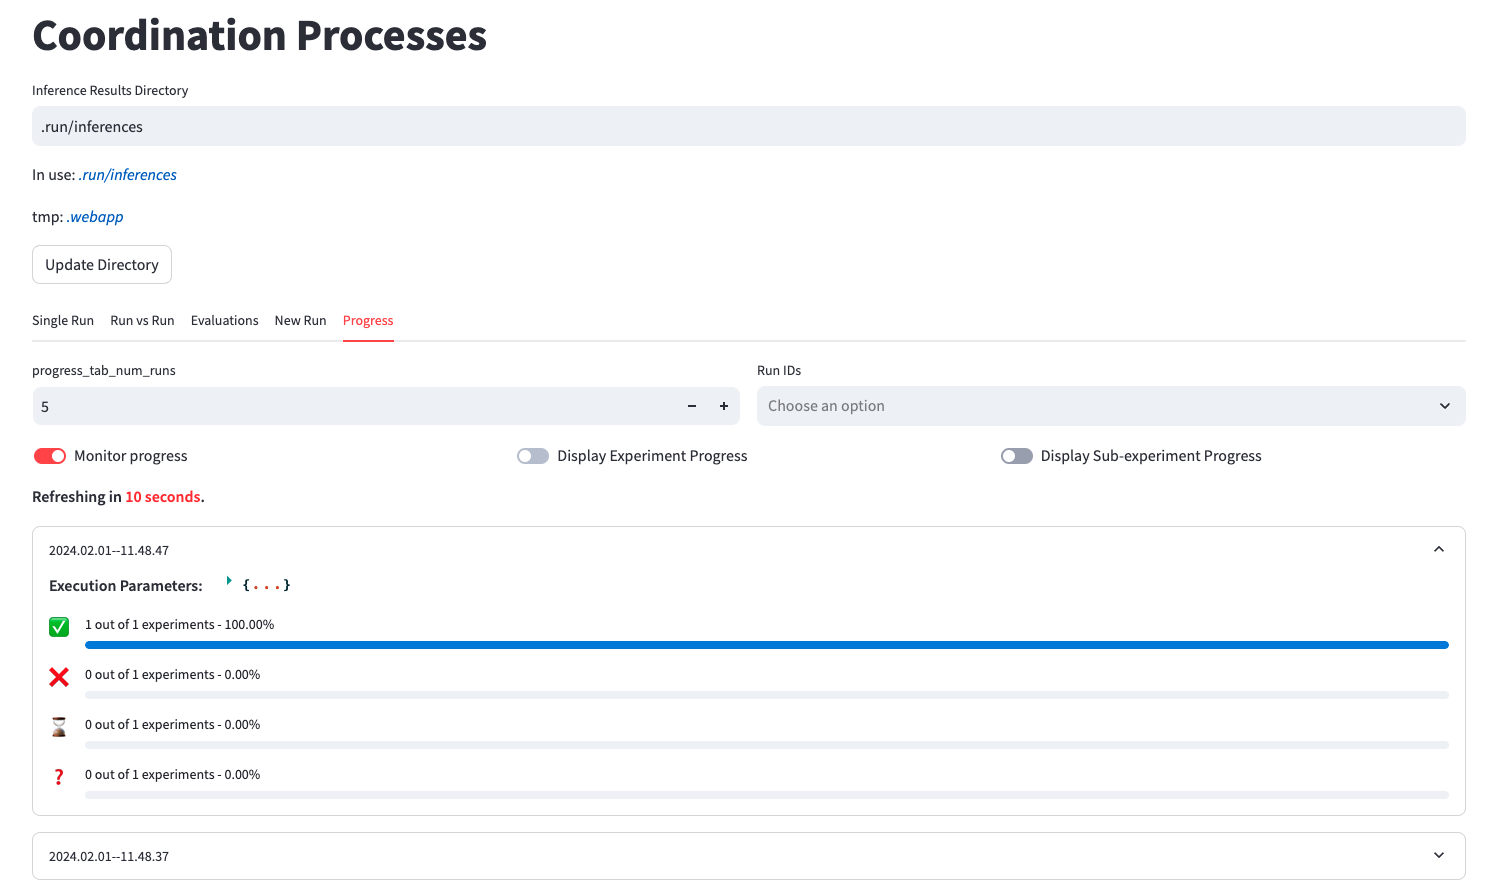 Coordination Processes
Inference Results Directory
.run/inferences
In use: .run/inferences
tmp: .webapp
Update Directory
Single Run Run vs Run Evaluations New Run Progress
progress_tab_num_runs Run IDs
5 − + Choose an option
Monitor progress Display Experiment Progress Display Sub-experiment Progress
Refreshing in 10 seconds.
2024.02.01--11.48.47
Execution Parameters: {...}
1 out of 1 experiments - 100.00%
0 out of 1 experiments - 0.00%
0 out of 1 experiments - 0.00%
❓ 0 out of 1 experiments - 0.00%
2024.02.01--11.48.37